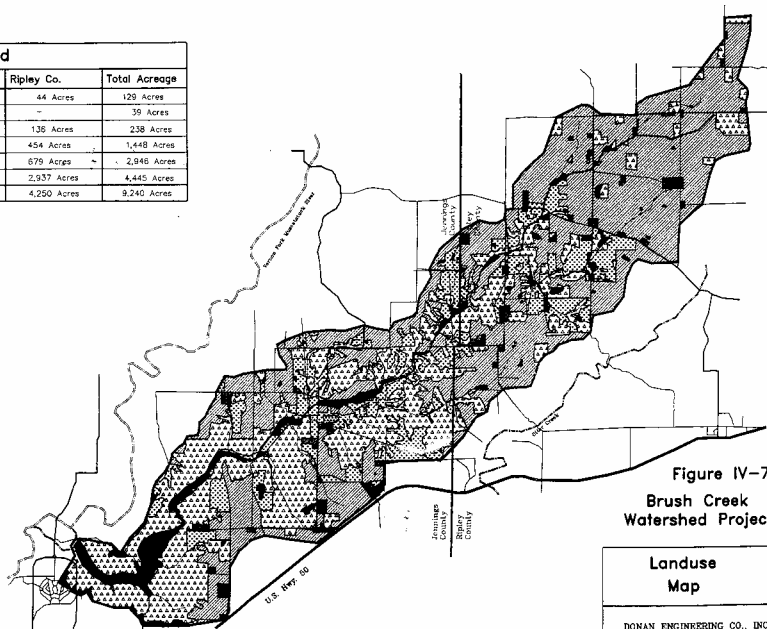 d
Ripley Co. Total Acreage
44 Acres 129 Acres
- 39 Acres
136 Acres 238 Acres
454 Acres 1,448 Acres
679 Acres 2,946 Acres
2,937 Acres 4,445 Acres
4,250 Acres 9,240 Acres
Jennings
County
Ripley
County
Jennings
County
Ripley
County
U.S. Hwy. 50
Figure IV-7
Brush Creek
Watershed Projec
Landuse
Map
DONAN ENGINEERING CO., INC